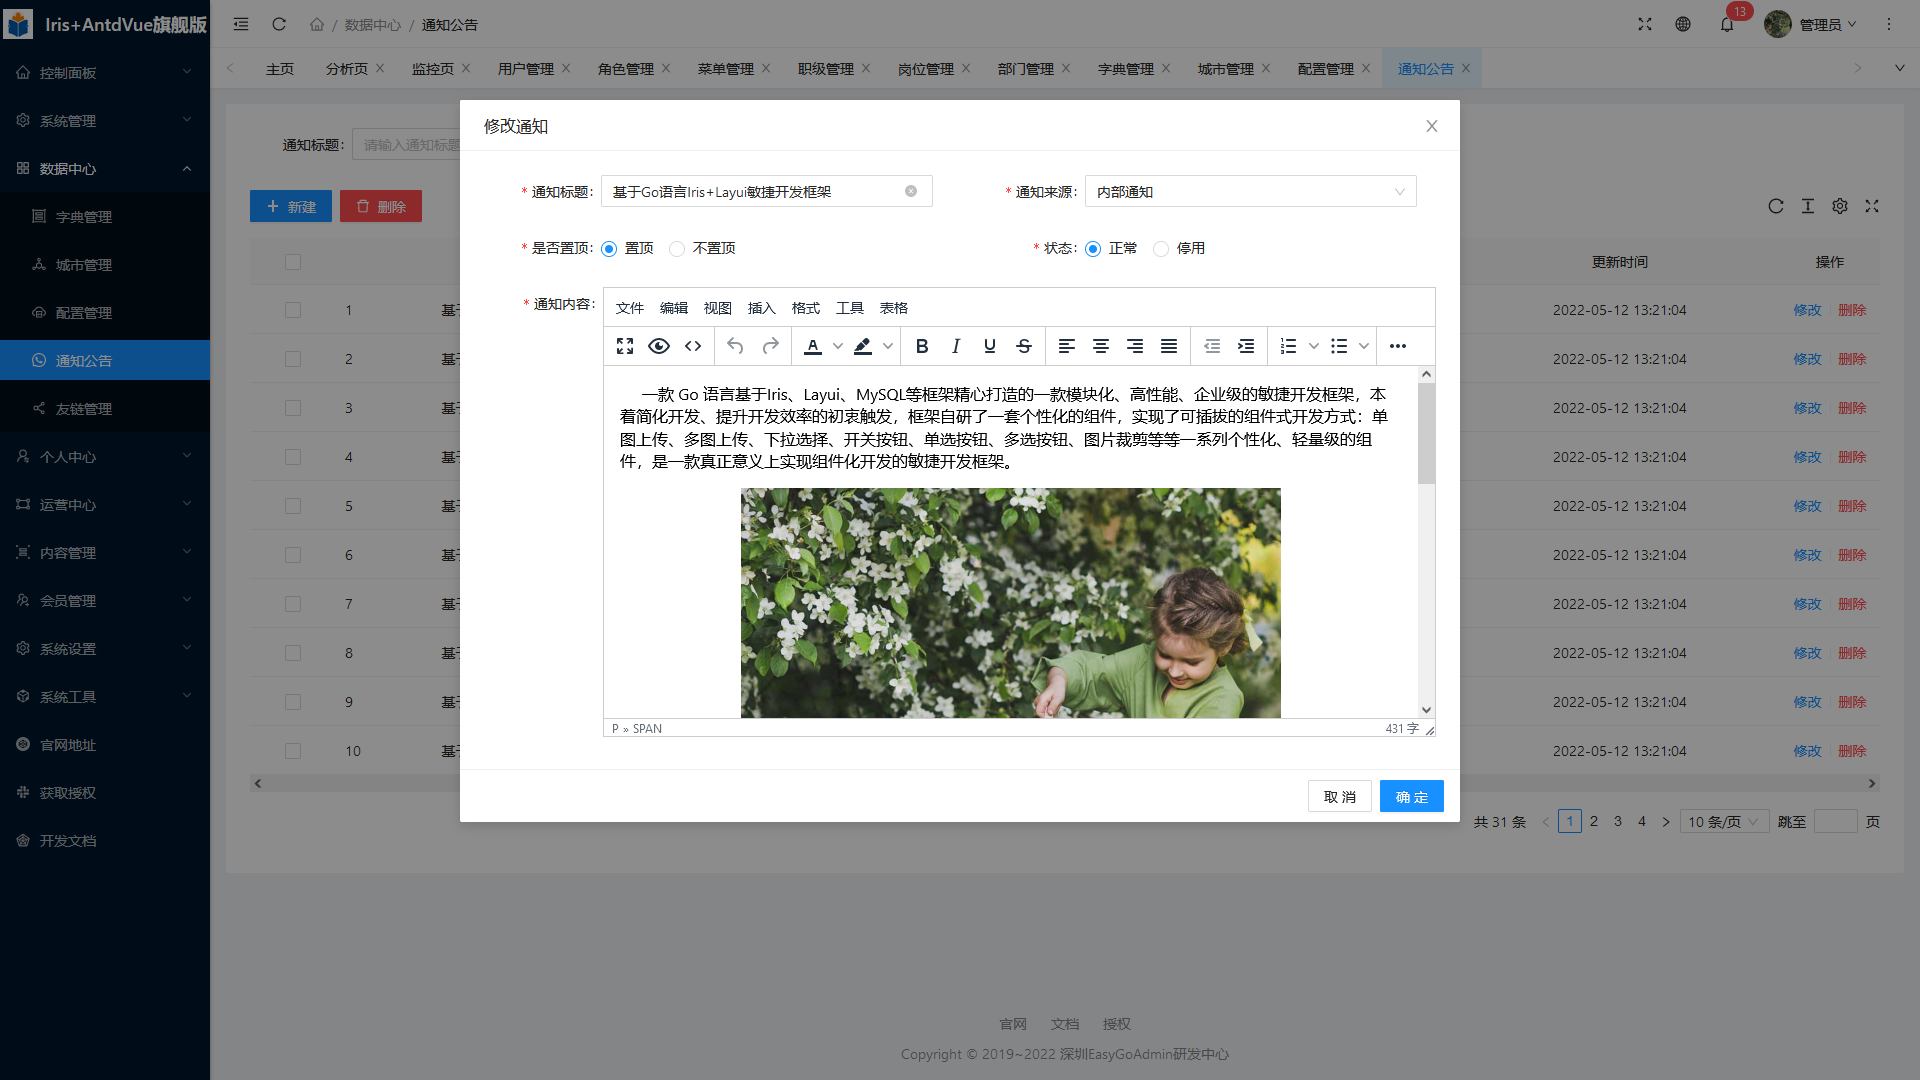 Iris+AntdVue旗舰版
数据中心 / 通知公告
13
管理员
主页 分析页 监控页 用户管理 角色管理 菜单管理 职级管理 岗位管理 部门管理 字典管理 城市管理 配置管理 通知公告
控制面板
系统管理
数据中心
字典管理
城市管理
配置管理
通知公告
友链管理
个人中心
运营中心
内容管理
会员管理
系统设置
系统工具
官网地址
获取授权
开发文档
通知标题: 请输入通知标题
新建 删除
更新时间 操作
1 基于 2022-05-12 13:21:04 修改 删除
2 基于 2022-05-12 13:21:04 修改 删除
3 基于 2022-05-12 13:21:04 修改 删除
4 基于 2022-05-12 13:21:04 修改 删除
5 基于 2022-05-12 13:21:04 修改 删除
6 基于 2022-05-12 13:21:04 修改 删除
7 基于 2022-05-12 13:21:04 修改 删除
8 基于 2022-05-12 13:21:04 修改 删除
9 基于 2022-05-12 13:21:04 修改 删除
10 基于 2022-05-12 13:21:04 修改 删除
修改通知
* 通知标题: 基于Go语言Iris+Layui敏捷开发框架
* 通知来源: 内部通知
* 是否置顶: 置顶 不置顶
* 状态: 正常 停用
* 通知内容:
文件 编辑 视图 插入 格式 工具 表格
一款 Go 语言基于Iris、Layui、MySQL等框架精心打造的一款模块化、高性能、企业级的敏捷开发框架，本
着简化开发、提升开发效率的初衷触发，框架自研了一套个性化的组件，实现了可插拔的组件式开发方式：单
图上传、多图上传、下拉选择、开关按钮、单选按钮、多选按钮、图片裁剪等等一系列个性化、轻量级的组
件，是一款真正意义上实现组件化开发的敏捷开发框架。
P » SPAN 431 字
取 消 确 定
共 31 条 1 2 3 4 10 条/页 跳至 页
官网 文档 授权
Copyright © 2019~2022 深圳EasyGoAdmin研发中心